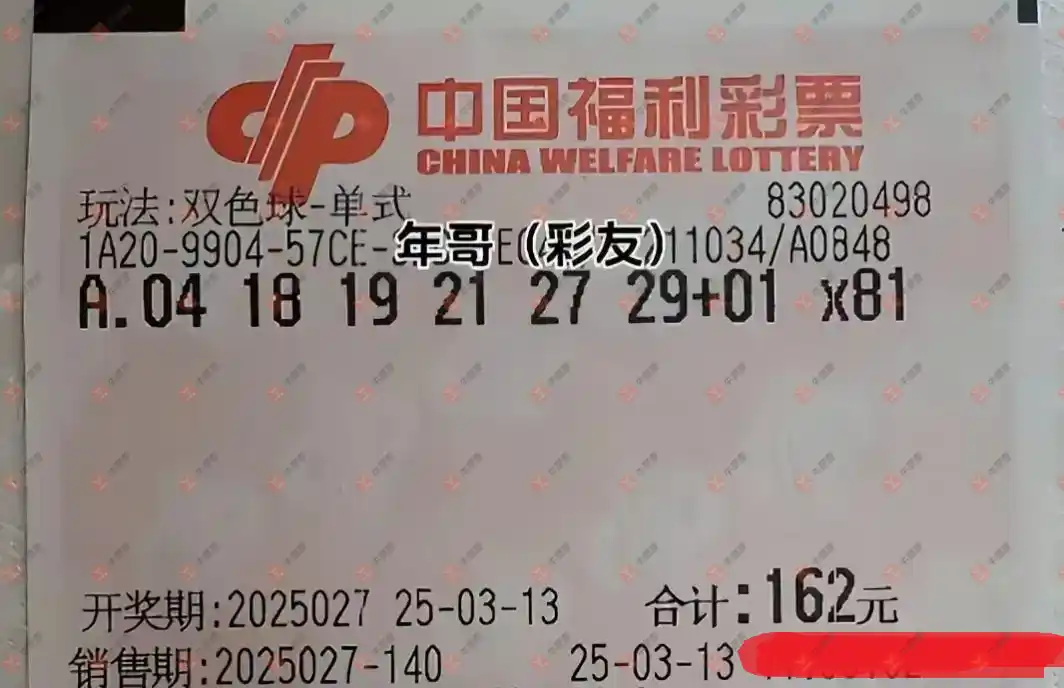 中国福利彩票
CHINA WELFARE LOTTERY
玩法:双色球-单式 83020498
1A20-9904-57CE- 年哥（彩友） 11034/A0848
A.04 18 19 21 27 29+01 x81
开奖期:2025027 25-03-13 合计:162元
销售期:2025027-140 25-03-13